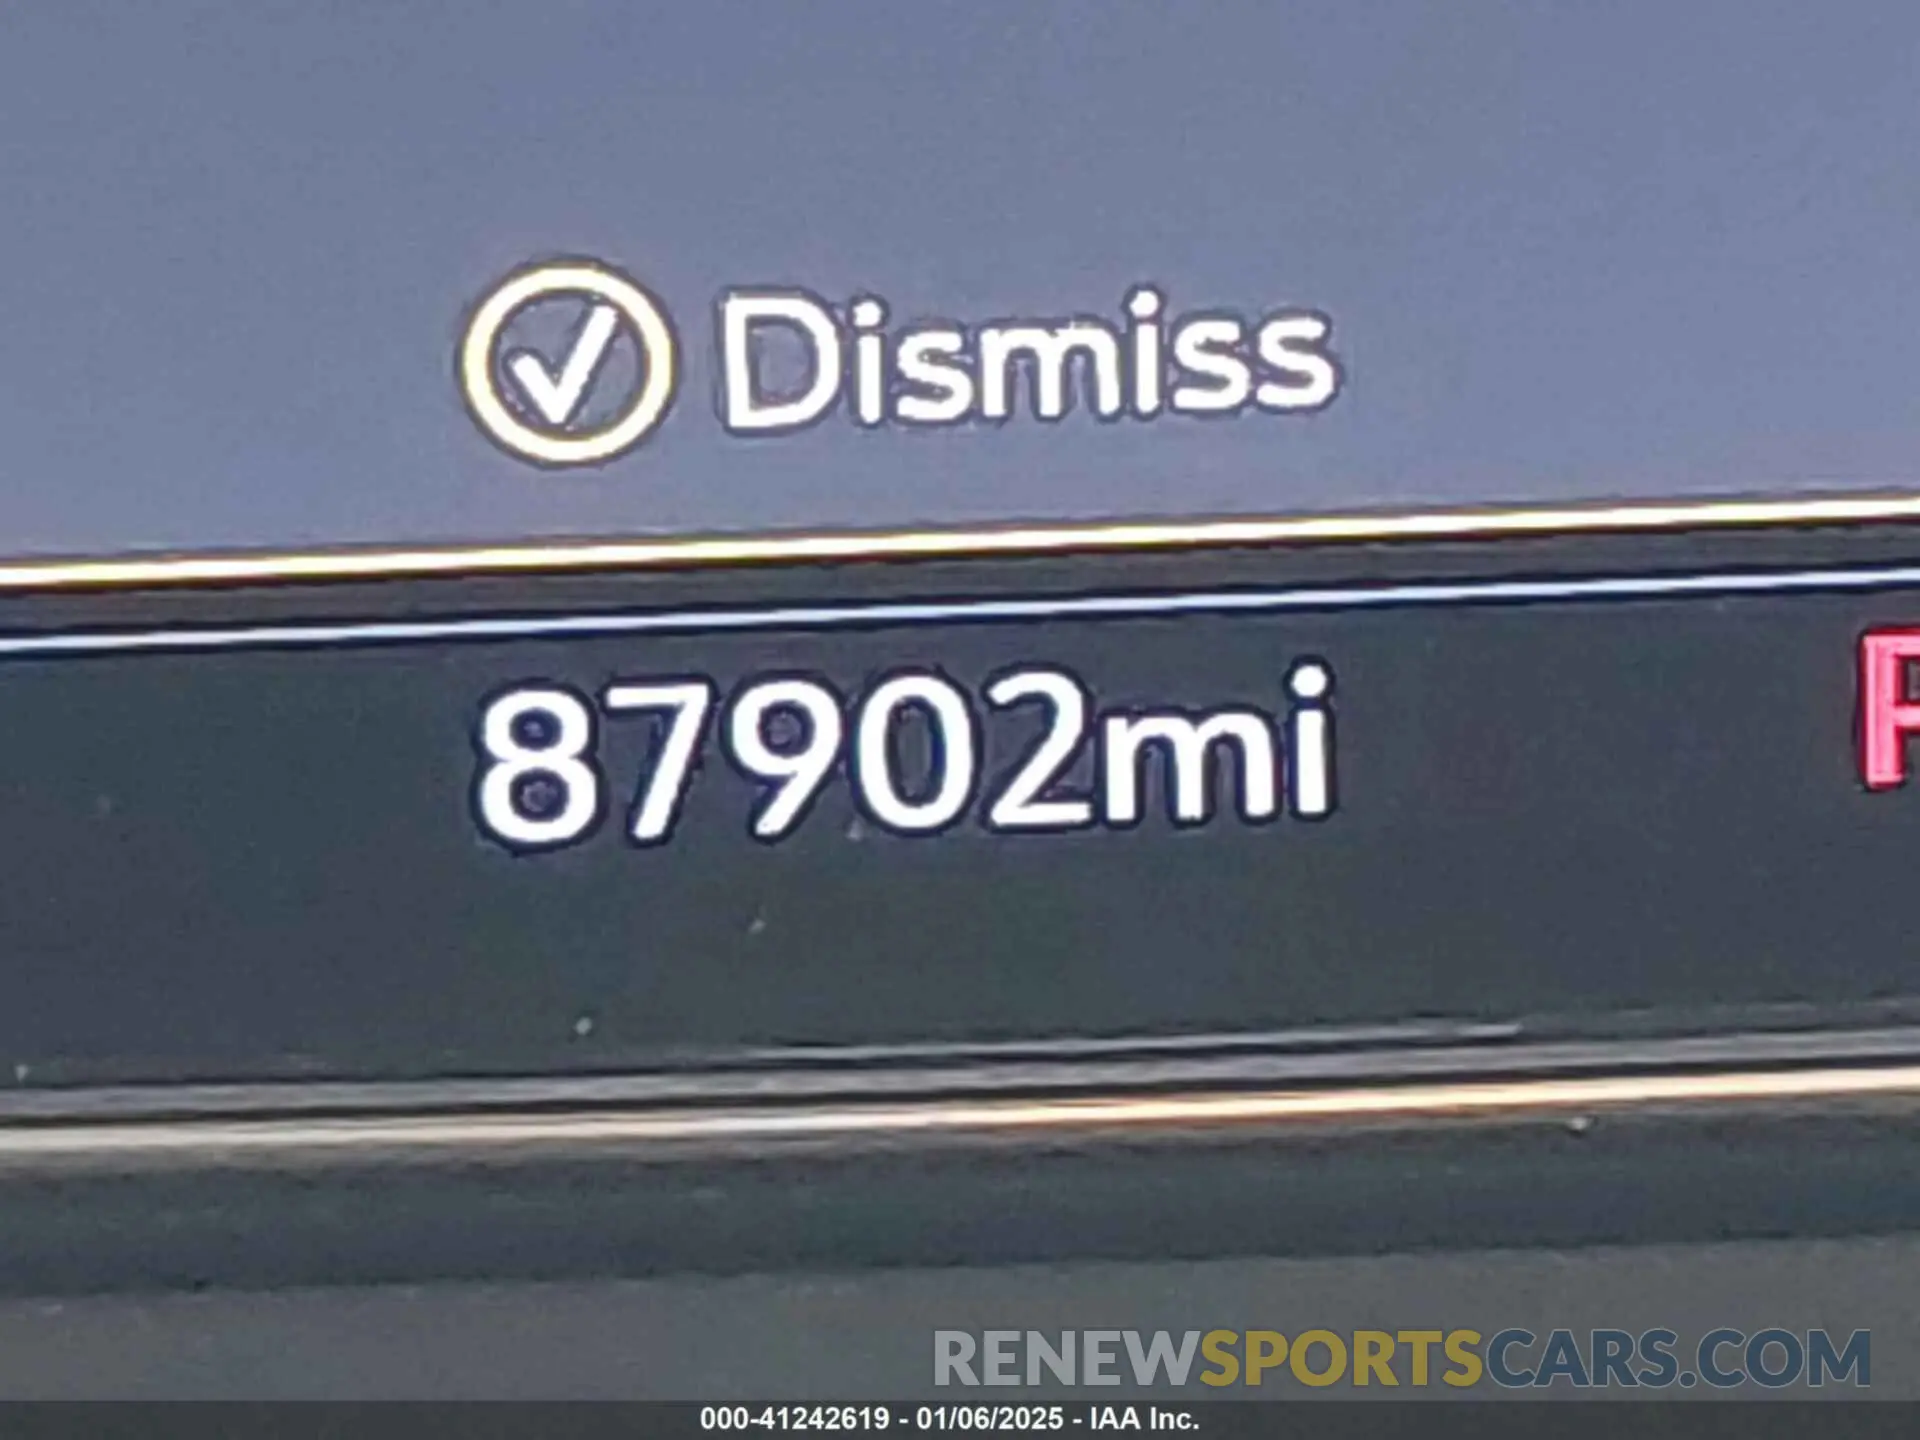 Dismiss
87902mi
P
RENEWSPORTSCARS.COM
000-41242619 - 01/06/2025 - IAA Inc.